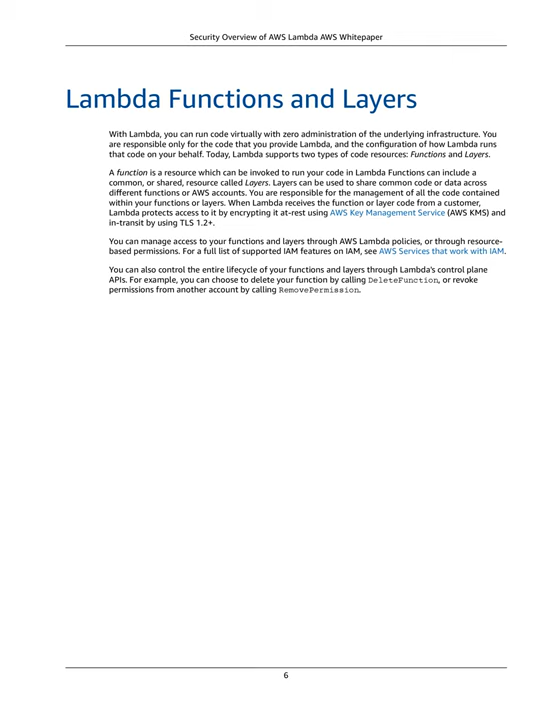 Security Overview of AWS Lambda AWS Whitepaper
Lambda Functions and Layers
With Lambda, you can run code virtually with zero administration of the underlying infrastructure. You
are responsible only for the code that you provide Lambda, and the configuration of how Lambda runs
that code on your behalf. Today, Lambda supports two types of code resources: Functions and Layers.
A function is a resource which can be invoked to run your code in Lambda Functions can include a
common, or shared, resource called Layers. Layers can be used to share common code or data across
different functions or AWS accounts. You are responsible for the management of all the code contained
within your functions or layers. When Lambda receives the function or layer code from a customer,
Lambda protects access to it by encrypting it at-rest using AWS Key Management Service (AWS KMS) and
in-transit by using TLS 1.2+.
You can manage access to your functions and layers through AWS Lambda policies, or through resource-
based permissions. For a full list of supported IAM features on IAM, see AWS Services that work with IAM.
You can also control the entire lifecycle of your functions and layers through Lambda's control plane
APIs. For example, you can choose to delete your function by calling DeleteFunction, or revoke
permissions from another account by calling RemovePermission.
6